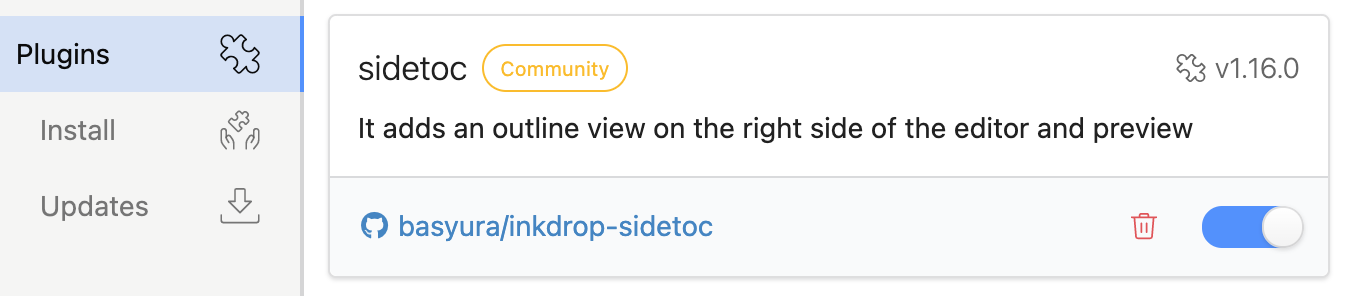 Plugins
Install
Updates
sidetoc Community v1.16.0
It adds an outline view on the right side of the editor and preview
basyura/inkdrop-sidetoc